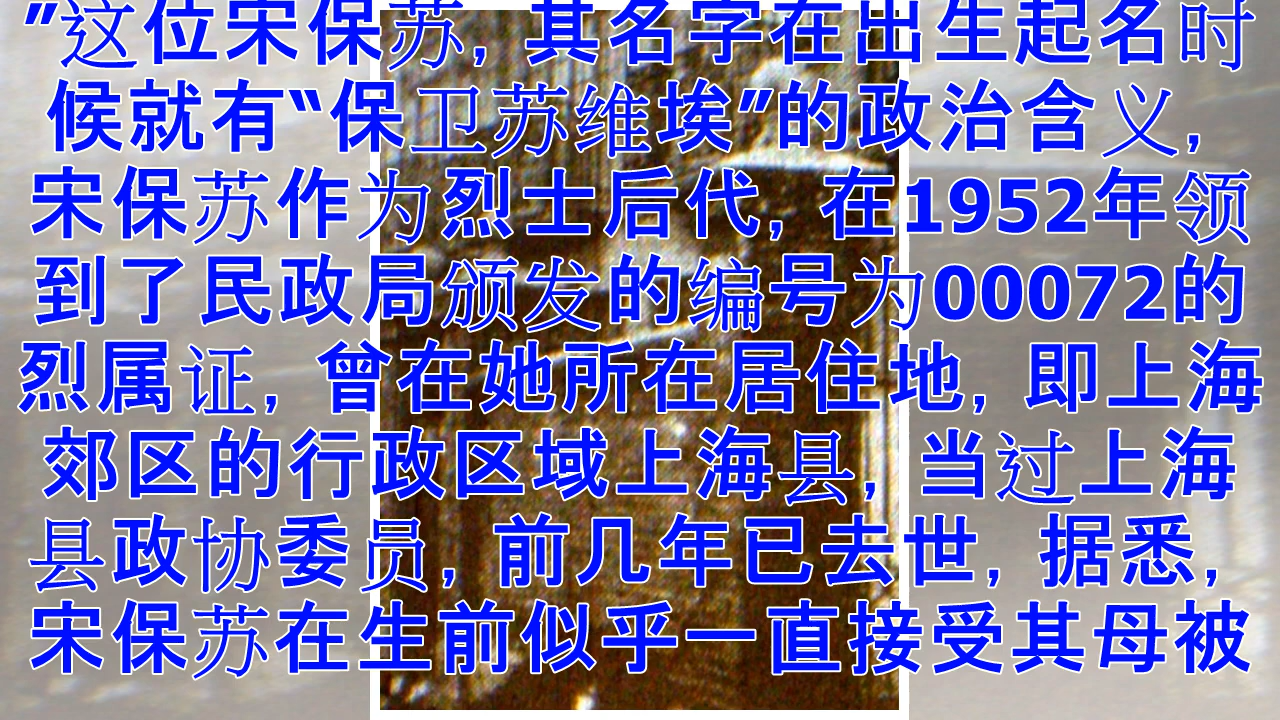 ”这位宋保苏, 其名字在出生起名时
候就有“保卫苏维埃”的政治含义,
宋保苏作为烈士后代, 在1952年领
到了民政局颁发的编号为00072的
烈属证, 曾在她所在居住地, 即上海
郊区的行政区域上海县, 当过上海
县政协委员, 前几年已去世, 据悉,
宋保苏在生前似乎一直接受其母被